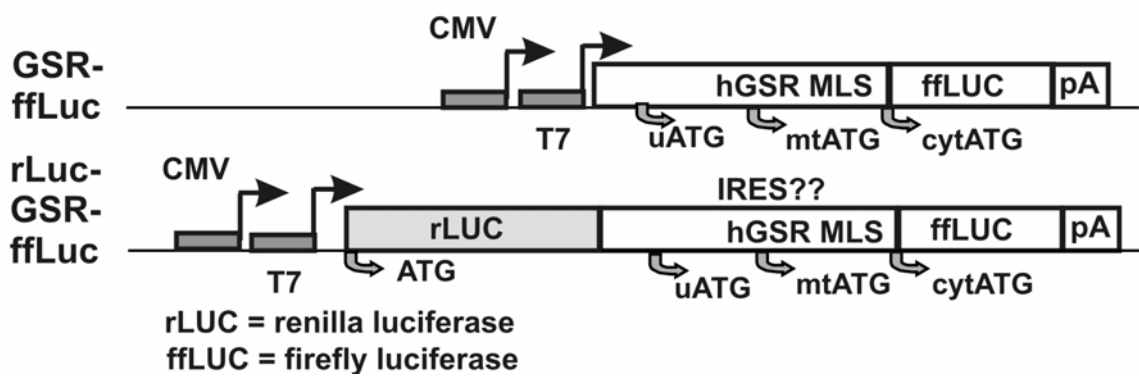 CMV
GSR-
ffLuc
hGSR MLS ffLUC pA
T7 uATG mtATG cytATG
rLuc-
GSR-
ffLuc
CMV
IRES??
rLUC hGSR MLS ffLUC pA
T7 ATG uATG mtATG cytATG
rLUC = renilla luciferase
ffLUC = firefly luciferase